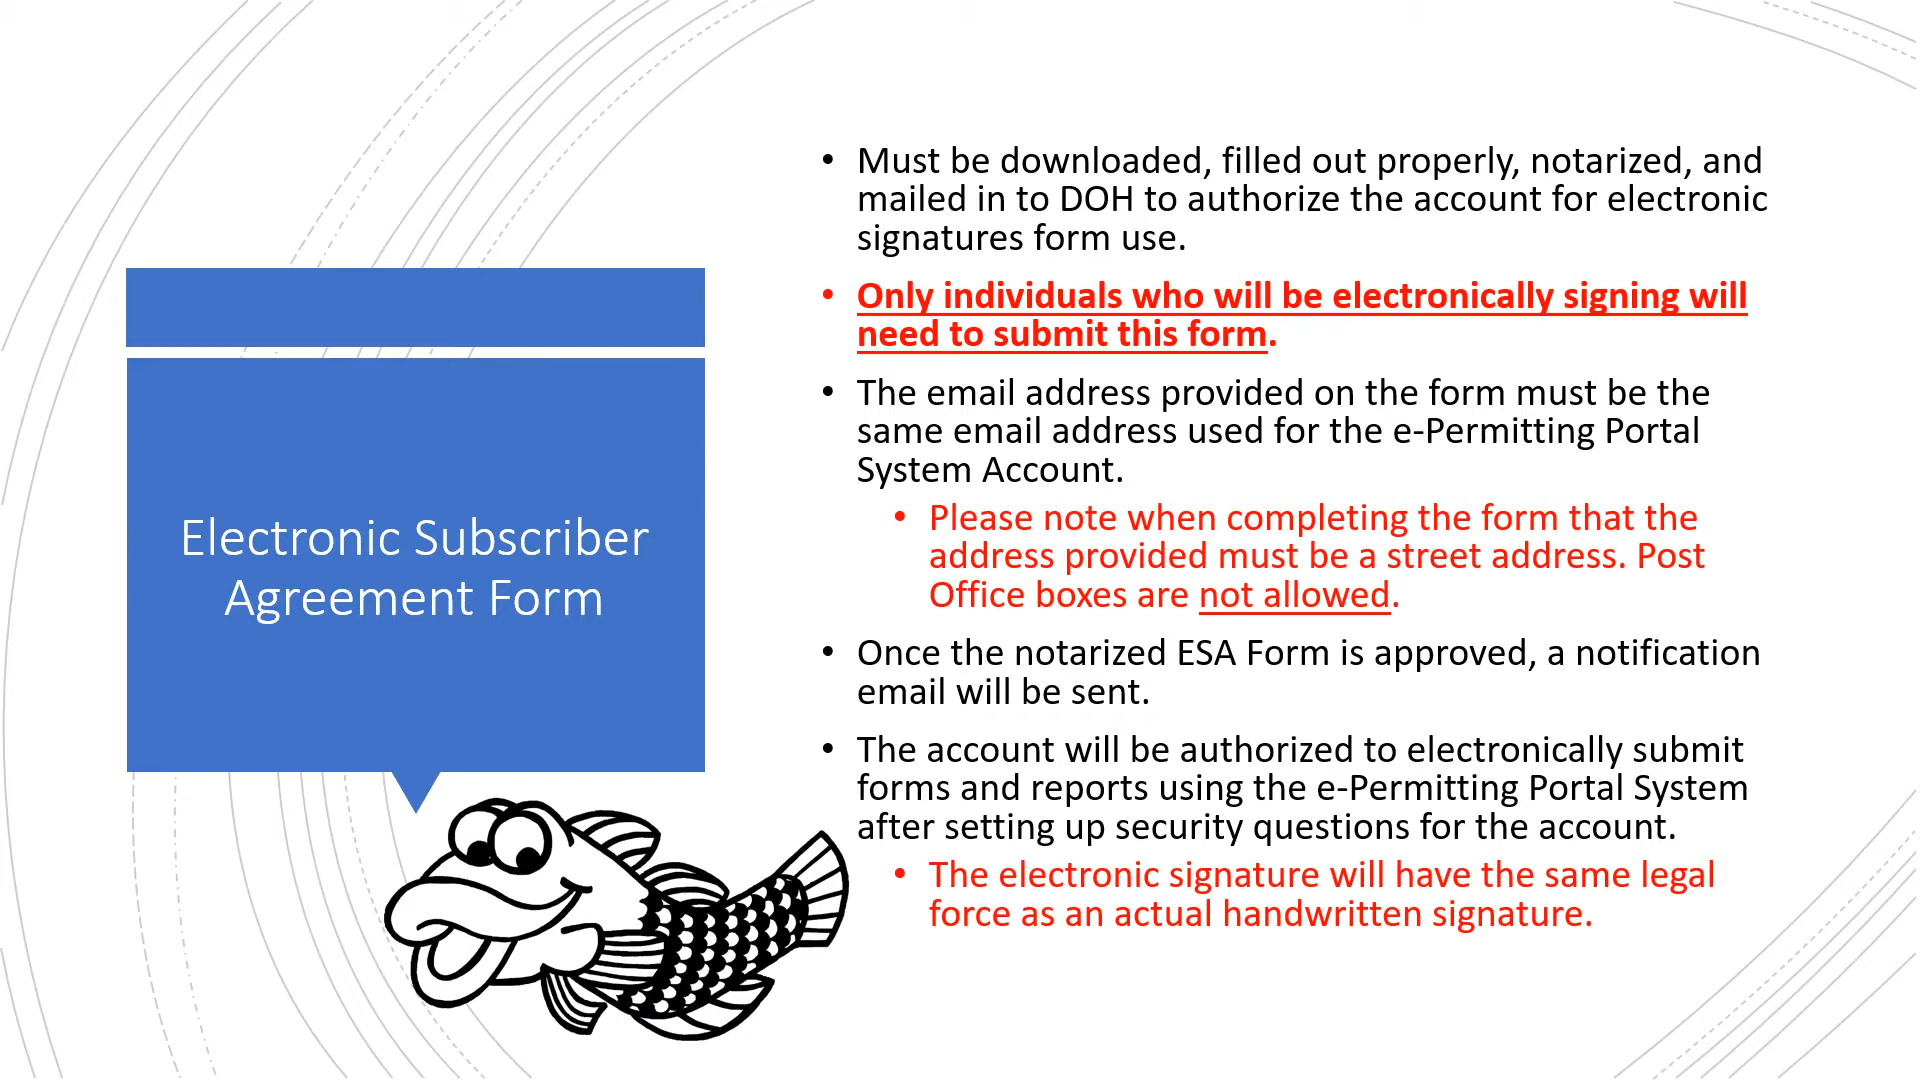 Electronic Subscriber
Agreement Form
• Must be downloaded, filled out properly, notarized, and
mailed in to DOH to authorize the account for electronic
signatures form use.
• Only individuals who will be electronically signing will
need to submit this form.
• The email address provided on the form must be the
same email address used for the e-Permitting Portal
System Account.
• Please note when completing the form that the
address provided must be a street address. Post
Office boxes are not allowed.
• Once the notarized ESA Form is approved, a notification
email will be sent.
• The account will be authorized to electronically submit
forms and reports using the e-Permitting Portal System
after setting up security questions for the account.
• The electronic signature will have the same legal
force as an actual handwritten signature.